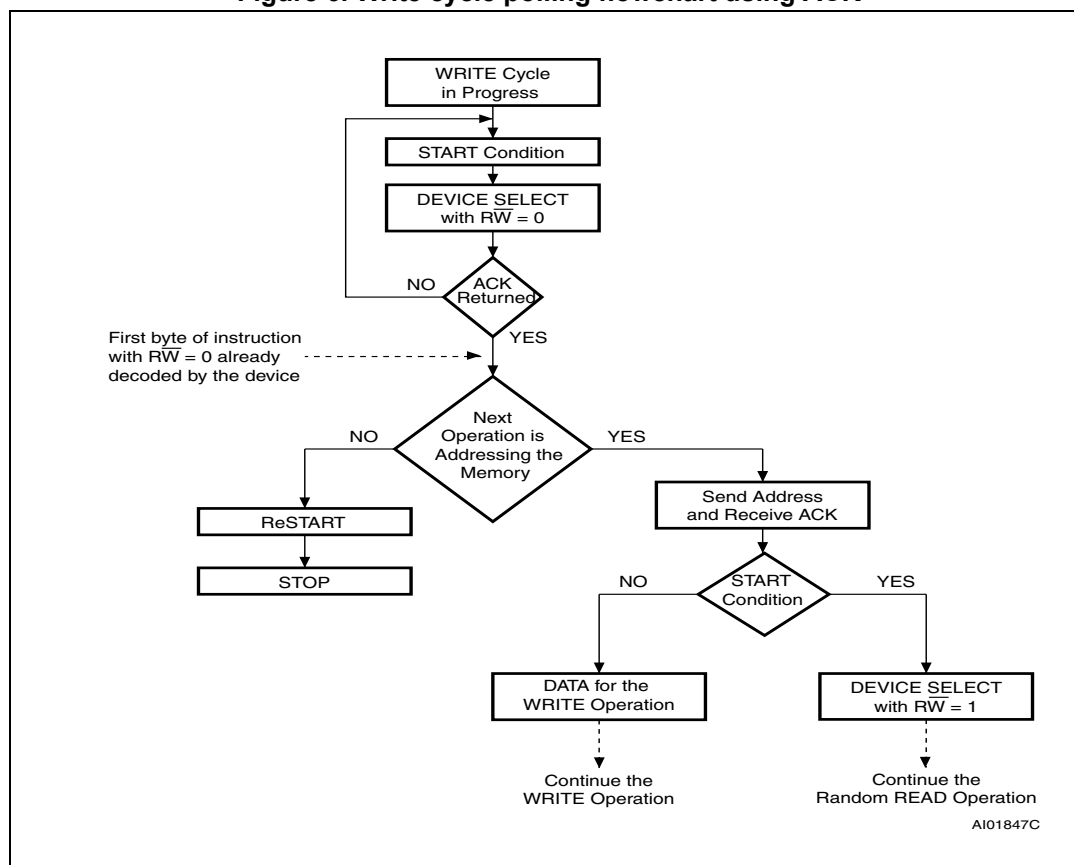 Figure 6. Write cycle polling flowchart using ACK
WRITE Cycle
in Progress
START Condition
DEVICE SELECT
with RW̅ = 0
NO
ACK
Returned
YES
First byte of instruction
with RW̅ = 0 already
decoded by the device
NO
Next
Operation is
Addressing the
Memory
YES
ReSTART
STOP
Send Address
and Receive ACK
NO
START
Condition
YES
DATA for the
WRITE Operation
DEVICE SELECT
with RW̅ = 1
Continue the
WRITE Operation
Continue the
Random READ Operation
AI01847C